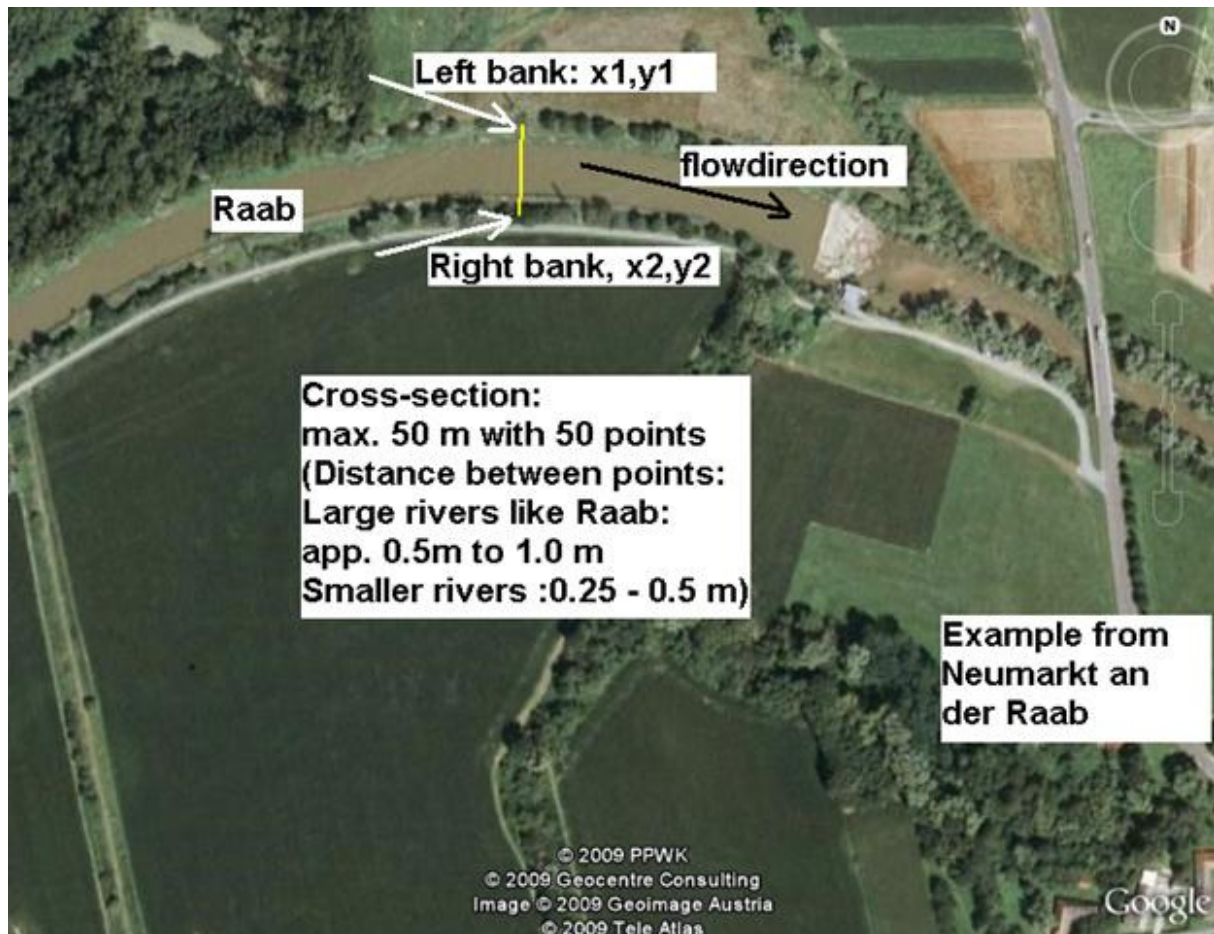 N
Left bank: x1,y1
flowdirection
Raab
Right bank, x2,y2
Cross-section:
max. 50 m with 50 points
(Distance between points:
Large rivers like Raab:
app. 0.5m to 1.0 m
Smaller rivers :0.25 - 0.5 m)
Example from
Neumarkt an
der Raab
© 2009 PPWK
© 2009 Geocentre Consulting
Image © 2009 Geoimage Austria
© 2009 Tele Atlas
Google